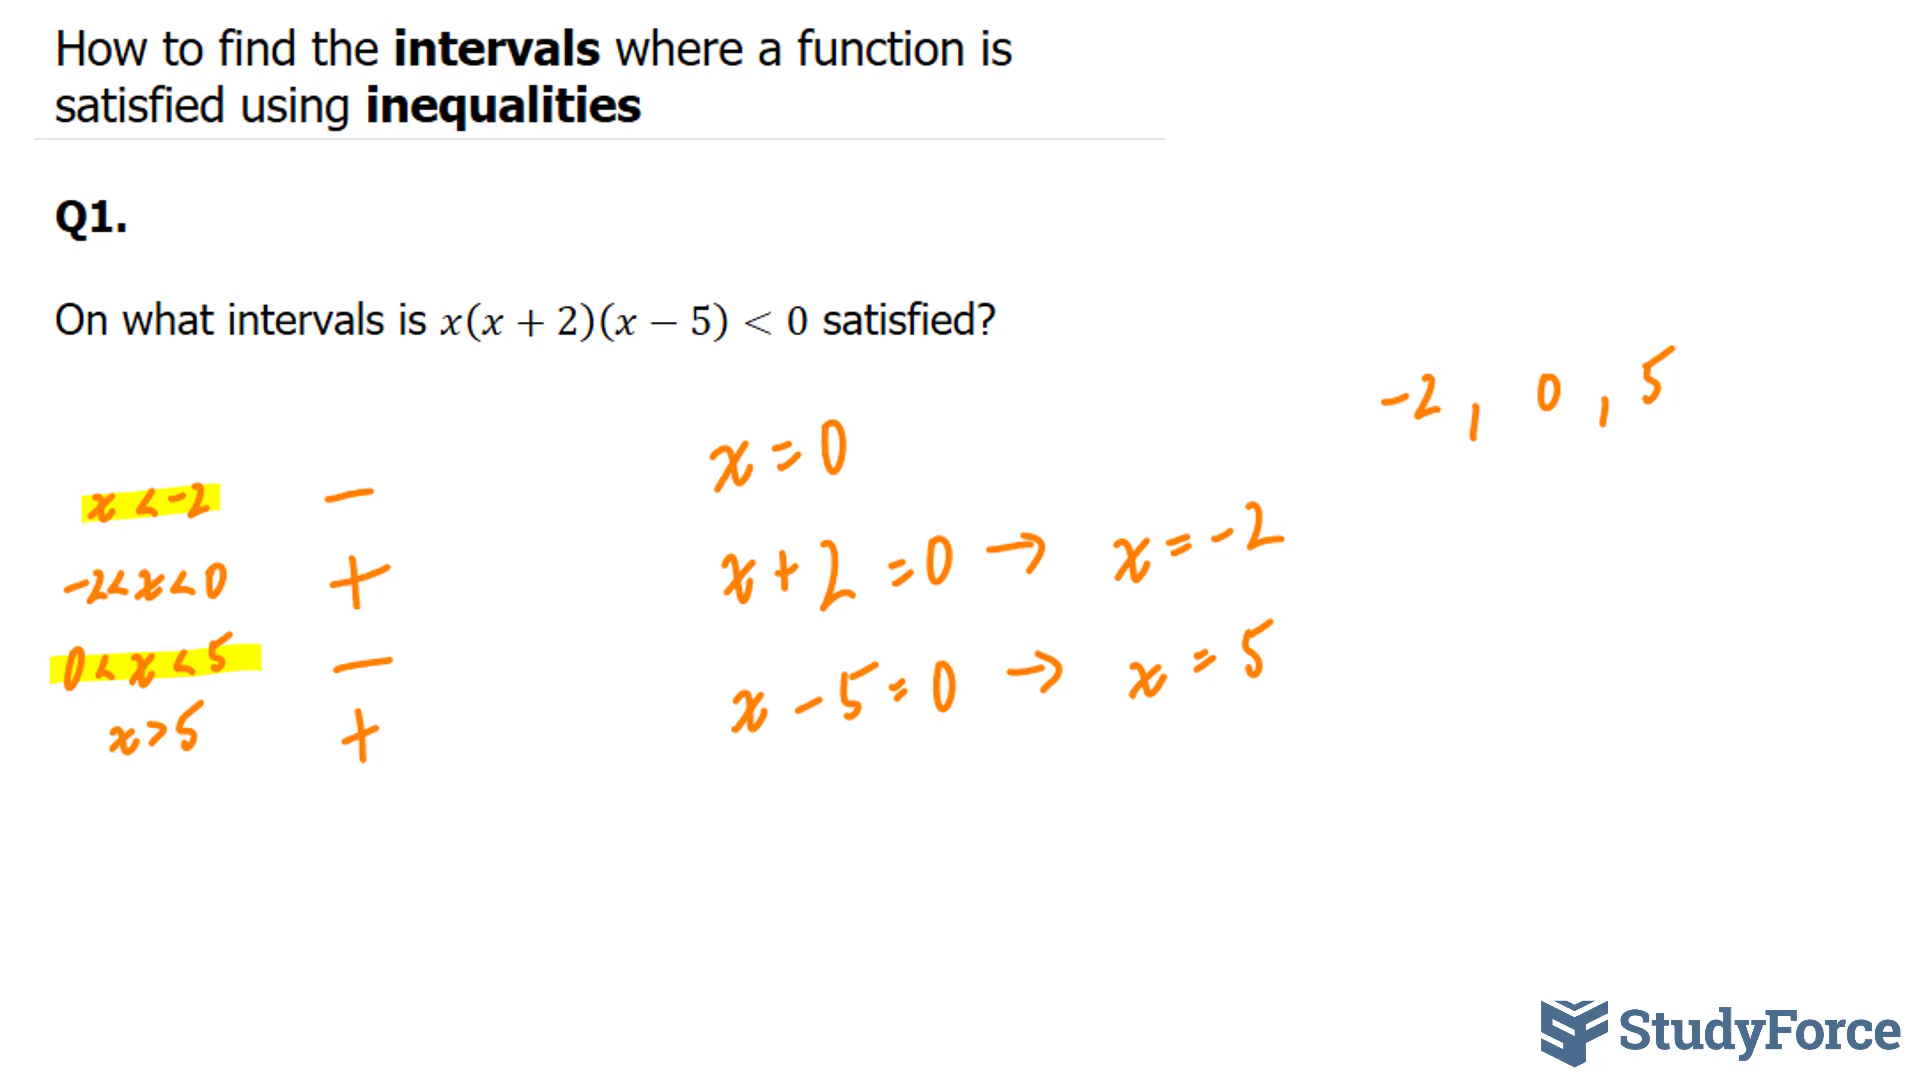 How to find the intervals where a function is
satisfied using inequalities
Q1.
On what intervals is x(x + 2)(x − 5) < 0 satisfied?
-2, 0, 5
x = 0
x < -2 —
x + 2 = 0 → x = -2
-2 < x < 0 +
0 < x < 5 —
x - 5 = 0 → x = 5
x > 5 +
StudyForce